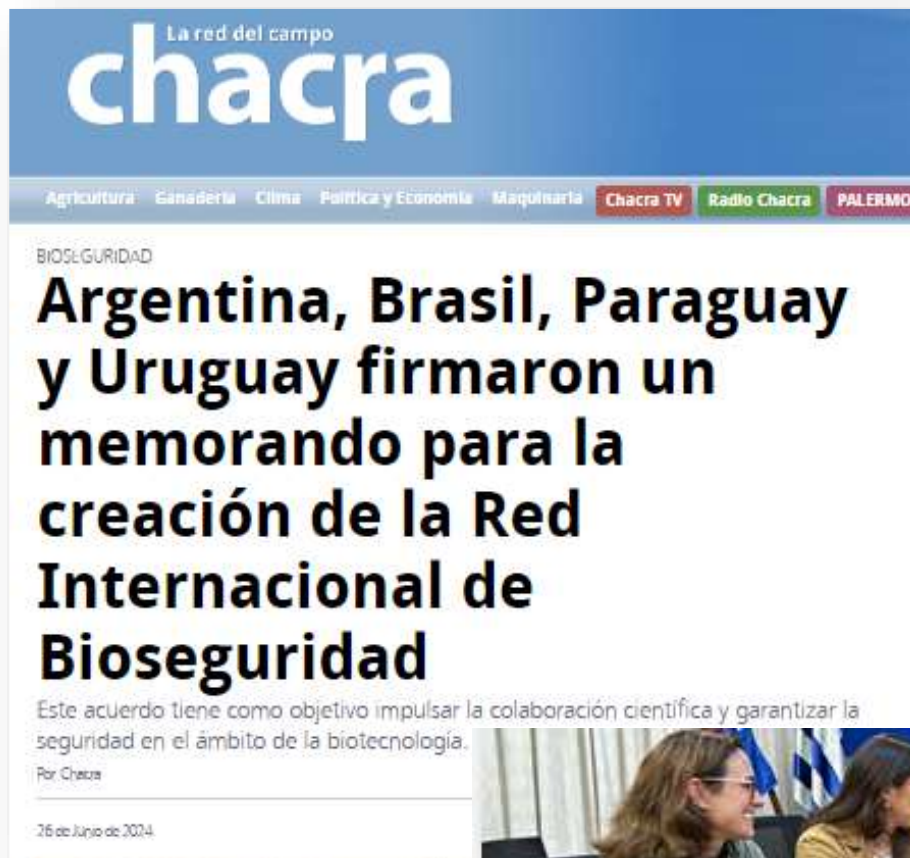 La red del campo
chacra
Agricultura Ganadería Clima Política y Economía Maquinaria Chacra TV Radio Chacra PALERMO
BIOSEGURIDAD
Argentina, Brasil, Paraguay
y Uruguay firmaron un
memorando para la
creación de la Red
Internacional de
Bioseguridad
Este acuerdo tiene como objetivo impulsar la colaboración científica y garantizar la
seguridad en el ámbito de la biotecnología.
Por Chacra
26 de Junio de 2024